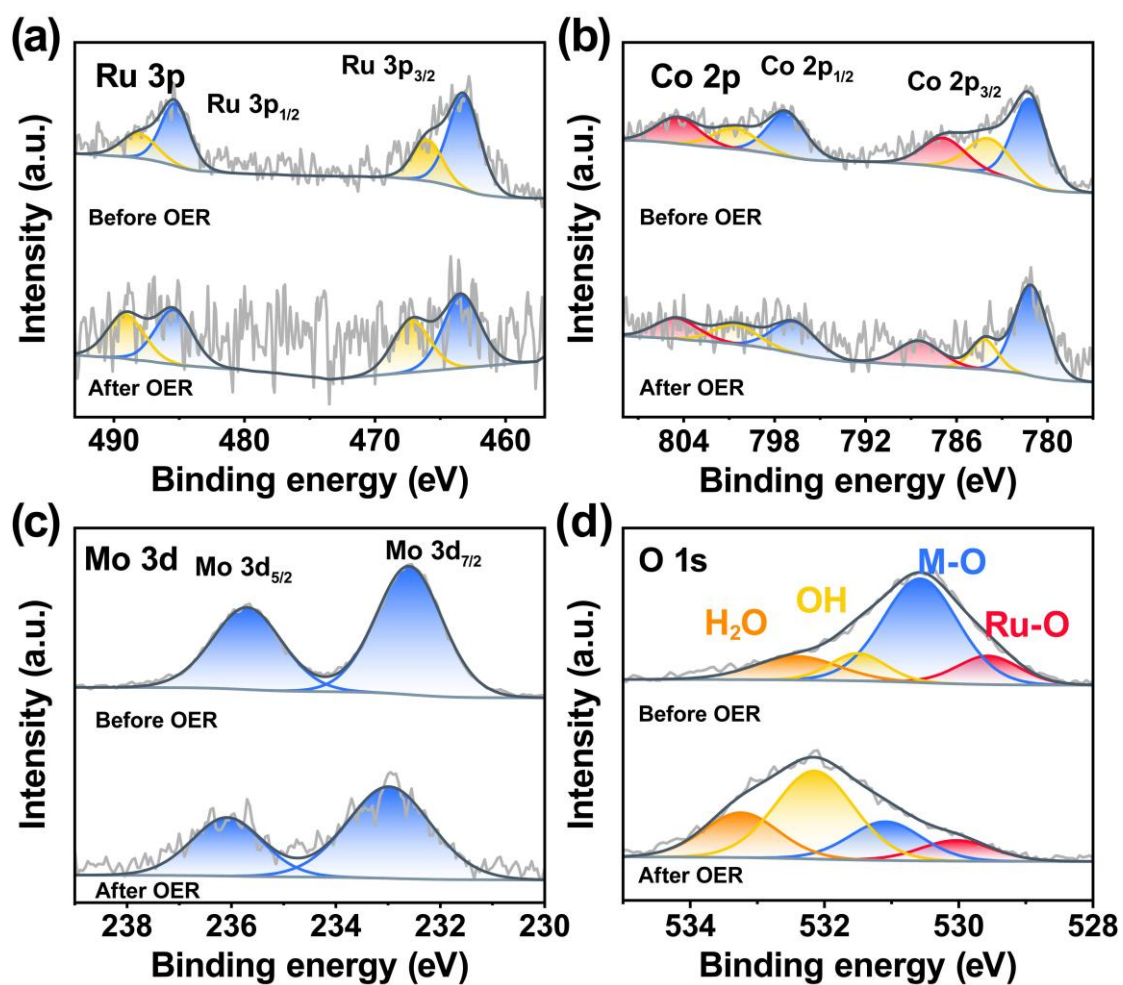 (a)
Ru 3p
Ru 3p1/2
Ru 3p3/2
Before OER
After OER
Intensity (a.u.)
490 480 470 460
Binding energy (eV)
(b)
Co 2p
Co 2p1/2
Co 2p3/2
Before OER
After OER
Intensity (a.u.)
804 798 792 786 780
Binding energy (eV)
(c)
Mo 3d
Mo 3d5/2
Mo 3d7/2
Before OER
After OER
Intensity (a.u.)
238 236 234 232 230
Binding energy (eV)
(d)
O 1s
H2O
OH
M-O
Ru-O
Before OER
After OER
Intensity (a.u.)
534 532 530 528
Binding energy (eV)